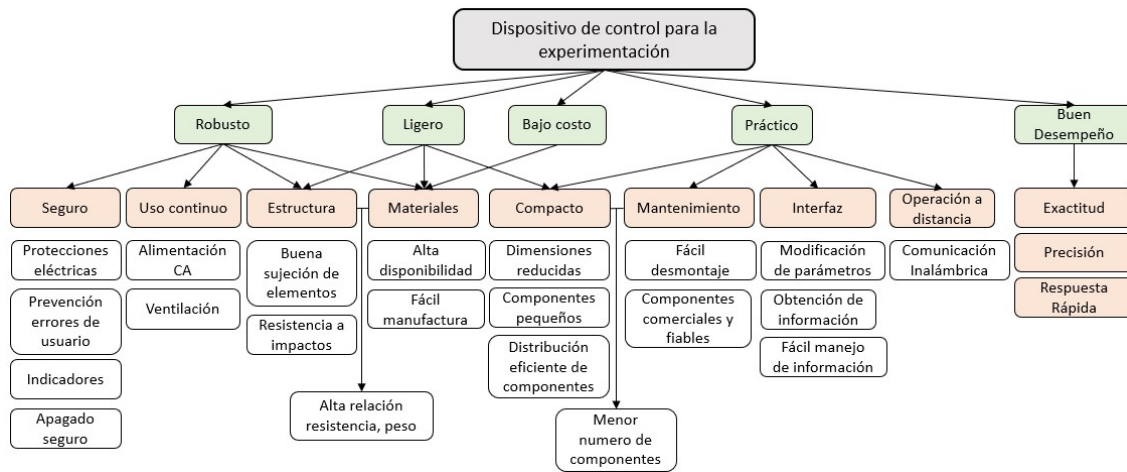 Dispositivo de control para la
experimentación
Robusto
Ligero
Bajo costo
Práctico
Buen
Desempeño
Seguro
Uso continuo
Estructura
Materiales
Compacto
Mantenimiento
Interfaz
Operación a
distancia
Exactitud
Protecciones
eléctricas
Prevención
errores de
usuario
Indicadores
Apagado
seguro
Alimentación
CA
Ventilación
Buena
sujeción de
elementos
Resistencia a
impactos
Alta
disponibilidad
Fácil
manufactura
Alta relación
resistencia, peso
Dimensiones
reducidas
Componentes
pequeños
Distribución
eficiente de
componentes
Fácil
desmontaje
Componentes
comerciales y
fiables
Menor
numero de
componentes
Modificación
de parámetros
Obtención de
información
Fácil manejo
de información
Comunicación
Inalámbrica
Precisión
Respuesta
Rápida